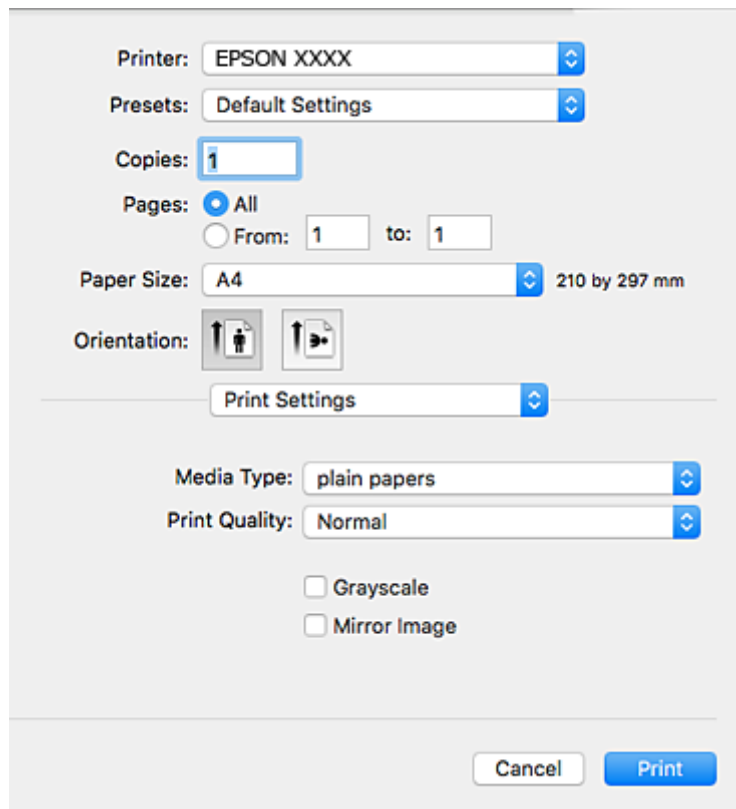 Printer: EPSON XXXX
Presets: Default Settings
Copies: 1
Pages: All
From: 1 to: 1
Paper Size: A4 210 by 297 mm
Orientation:
Print Settings
Media Type: plain papers
Print Quality: Normal
Grayscale
Mirror Image
Cancel Print